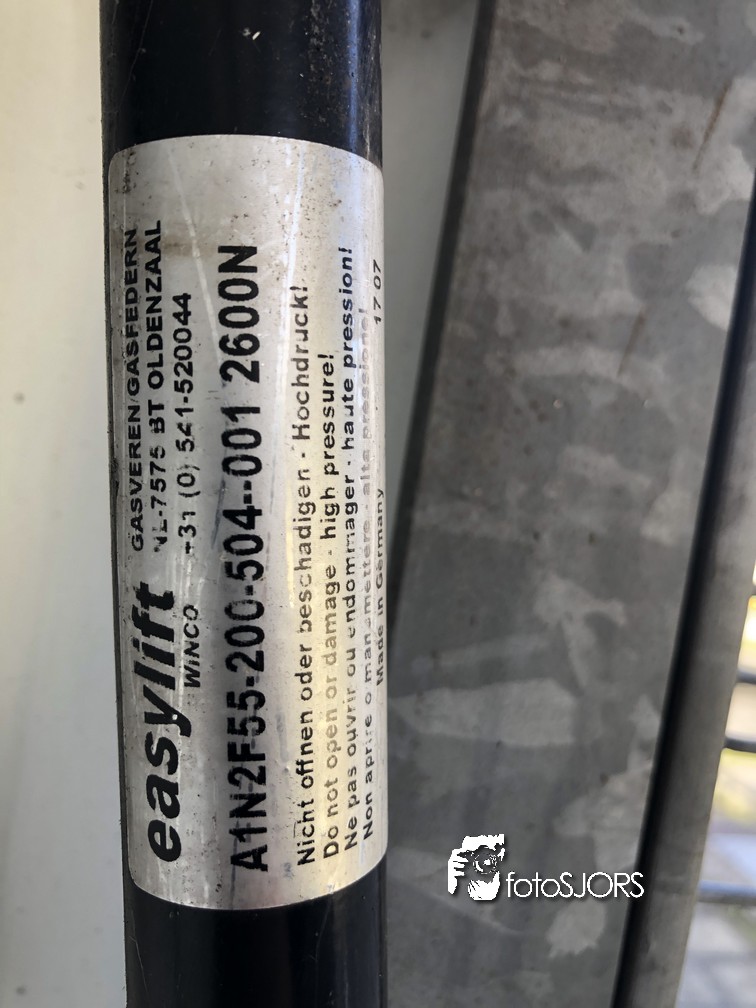 easylift
WINCO
GASVEREN/GASFEDERN
NL-7575 BT OLDENZAAL
+31 (0) 541-520044
A1N2F55-200-504--001 2600N
Nicht offnen oder beschadigen - Hochdruck!
Do not open or damage - high pressure!
Ne pas ouvrir ou endommager - haute pression!
Non aprire o manomettere - alta pressione!
Made in Germany 17 07
fotoSJORS